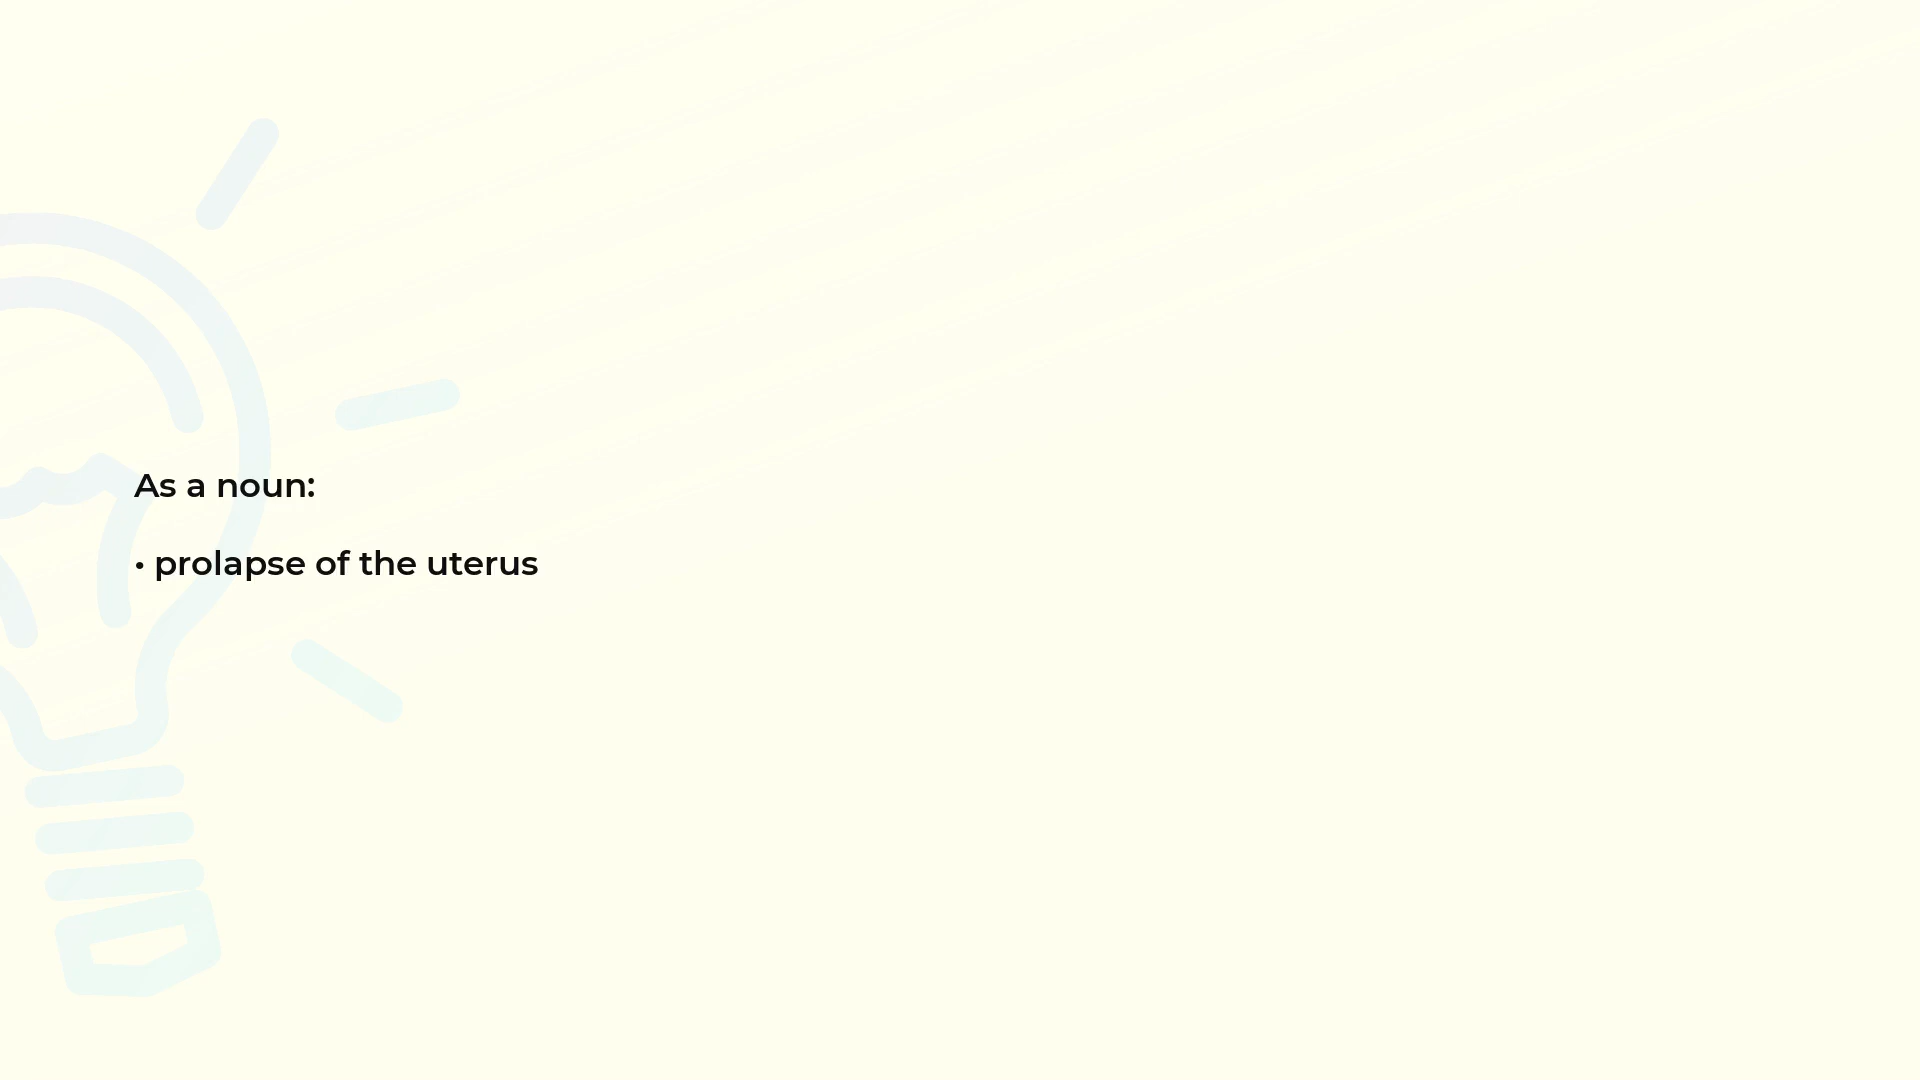 As a noun:
• prolapse of the uterus